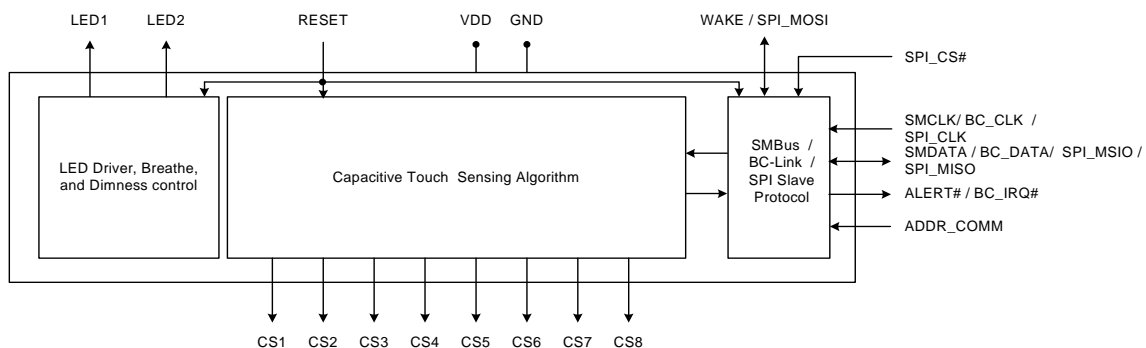 LED1 LED2 RESET VDD GND WAKE / SPI_MOSI
SPI_CS#
LED Driver, Breathe,
and Dimness control
Capacitive Touch Sensing Algorithm
SMBus /
BC-Link /
SPI Slave
Protocol
SMCLK/ BC_CLK /
SPI_CLK
SMDATA / BC_DATA/ SPI_MSIO /
SPI_MISO
ALERT# / BC_IRQ#
ADDR_COMM
CS1 CS2 CS3 CS4 CS5 CS6 CS7 CS8